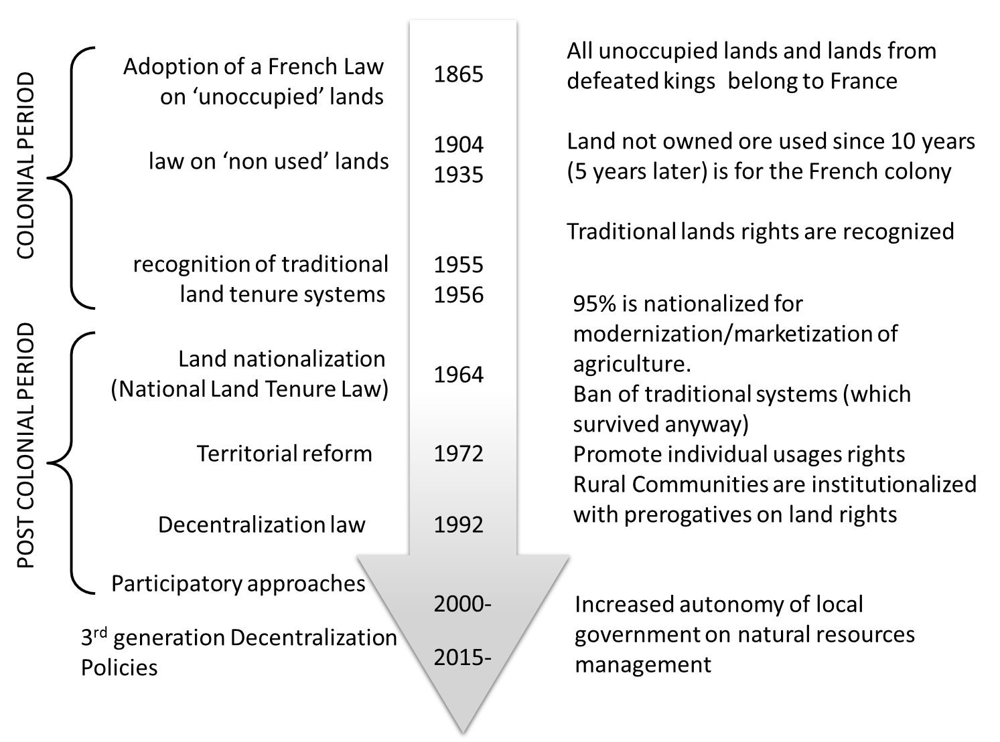 COLONIAL PERIOD
Adoption of a French Law
on ‘unoccupied’ lands
1865
All unoccupied lands and lands from
defeated kings belong to France
law on ‘non used’ lands
1904
1935
Land not owned ore used since 10 years
(5 years later) is for the French colony
Traditional lands rights are recognized
recognition of traditional
land tenure systems
1955
1956
POST COLONIAL PERIOD
Land nationalization
(National Land Tenure Law)
1964
95% is nationalized for
modernization/marketization of
agriculture.
Ban of traditional systems (which
survived anyway)
Territorial reform
1972
Promote individual usages rights
Rural Communities are institutionalized
with prerogatives on land rights
Decentralization law
1992
Participatory approaches
2000-
3rd generation Decentralization
Policies
2015-
Increased autonomy of local
government on natural resources
management